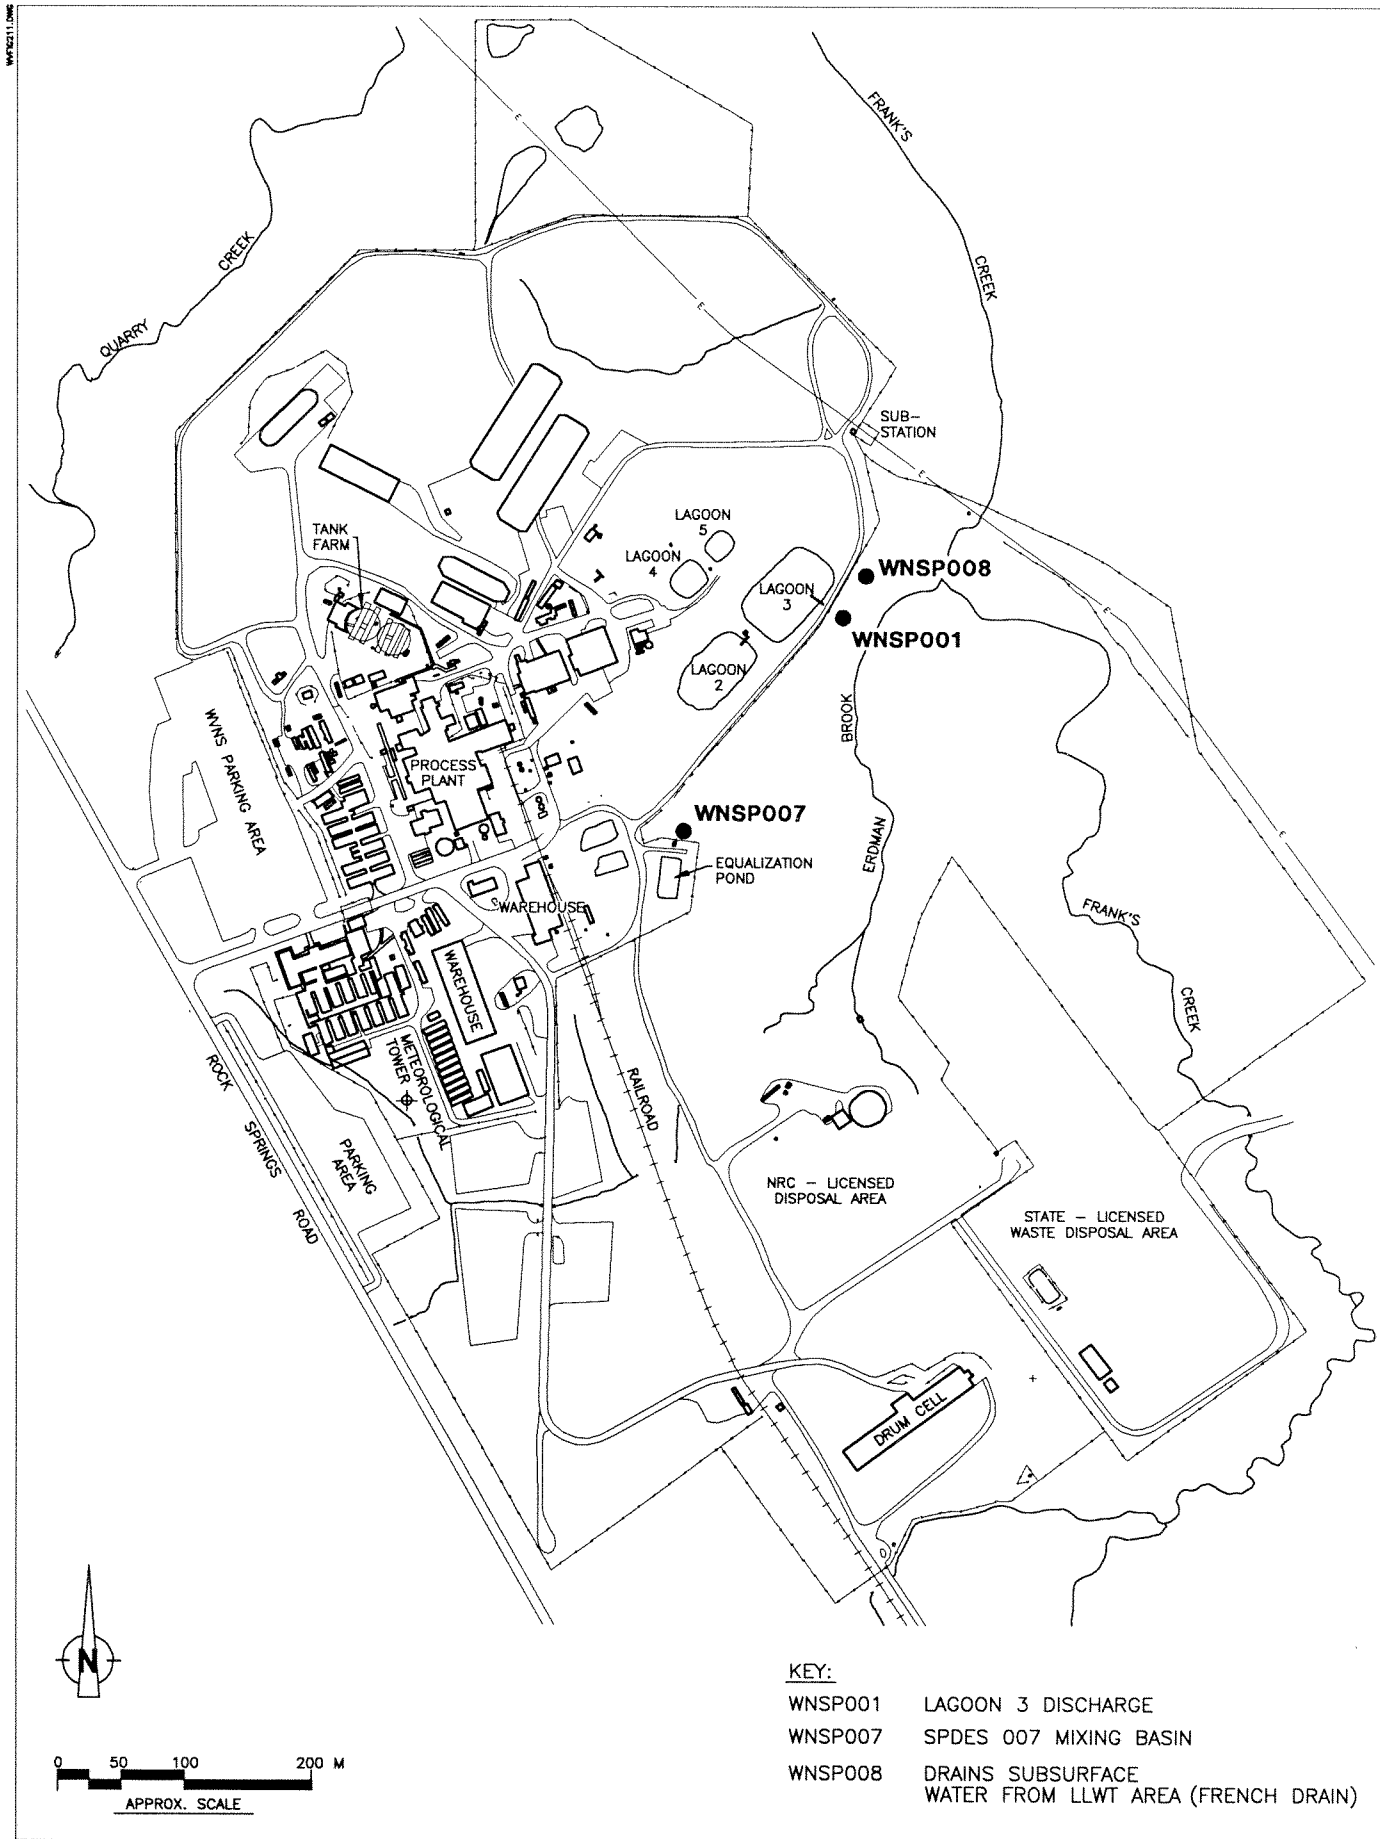 FRANK'S
CREEK
CREEK
QUARRY
SUB-
STATION
TANK
FARM
LAGOON
5
LAGOON
4
LAGOON
3
WNSP008
WNSP001
LAGOON
2
BROOK
WVNS PARKING AREA
PROCESS
PLANT
WNSP007
ERDMAN
EQUALIZATION
POND
WAREHOUSE
FRANK'S
CREEK
WAREHOUSE
METEOROLOGICAL
TOWER
RAILROAD
ROCK
SPRINGS
ROAD
PARKING
AREA
NRC - LICENSED
DISPOSAL AREA
STATE - LICENSED
WASTE DISPOSAL AREA
DRUM CELL
N
KEY:
WNSP001 LAGOON 3 DISCHARGE
WNSP007 SPDES 007 MIXING BASIN
WNSP008 DRAINS SUBSURFACE
WATER FROM LLWT AREA (FRENCH DRAIN)
0 50 100 200 M
APPROX. SCALE